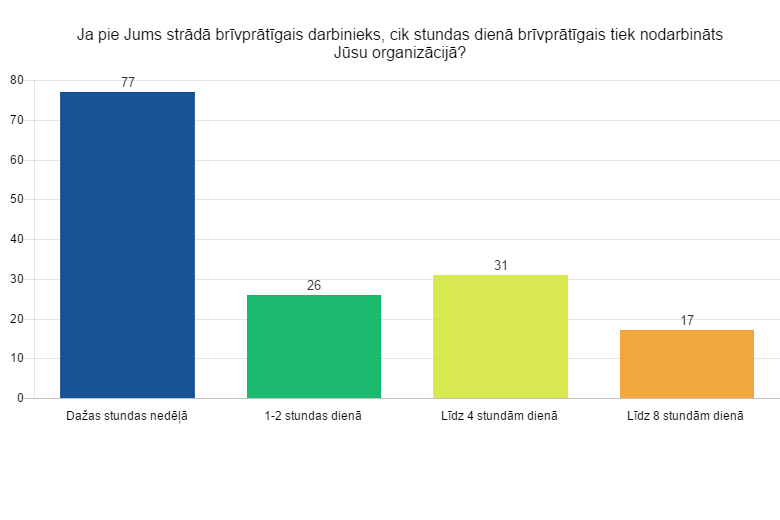 Ja pie Jums strādā brīvprātīgais darbinieks, cik stundas dienā brīvprātīgais tiek nodarbināts
Jūsu organizācijā?
80
70
60
50
40
30
20
10
0
77
26
31
17
Dažas stundas nedēļā
1-2 stundas dienā
Līdz 4 stundām dienā
Līdz 8 stundām dienā